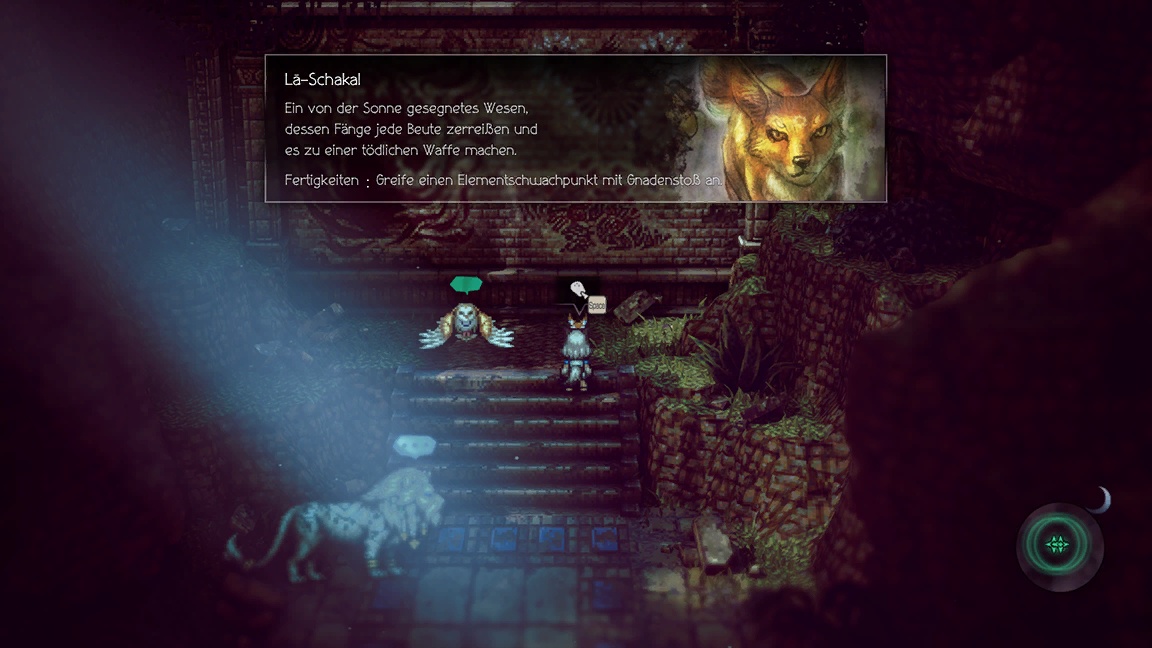 Lā-Schakal
Ein von der Sonne gesegnetes Wesen,
dessen Fänge jede Beute zerreißen und
es zu einer tödlichen Waffe machen.
Fertigkeiten : Greife einen Elementschwachpunkt mit Gnadenstoß an.
Space